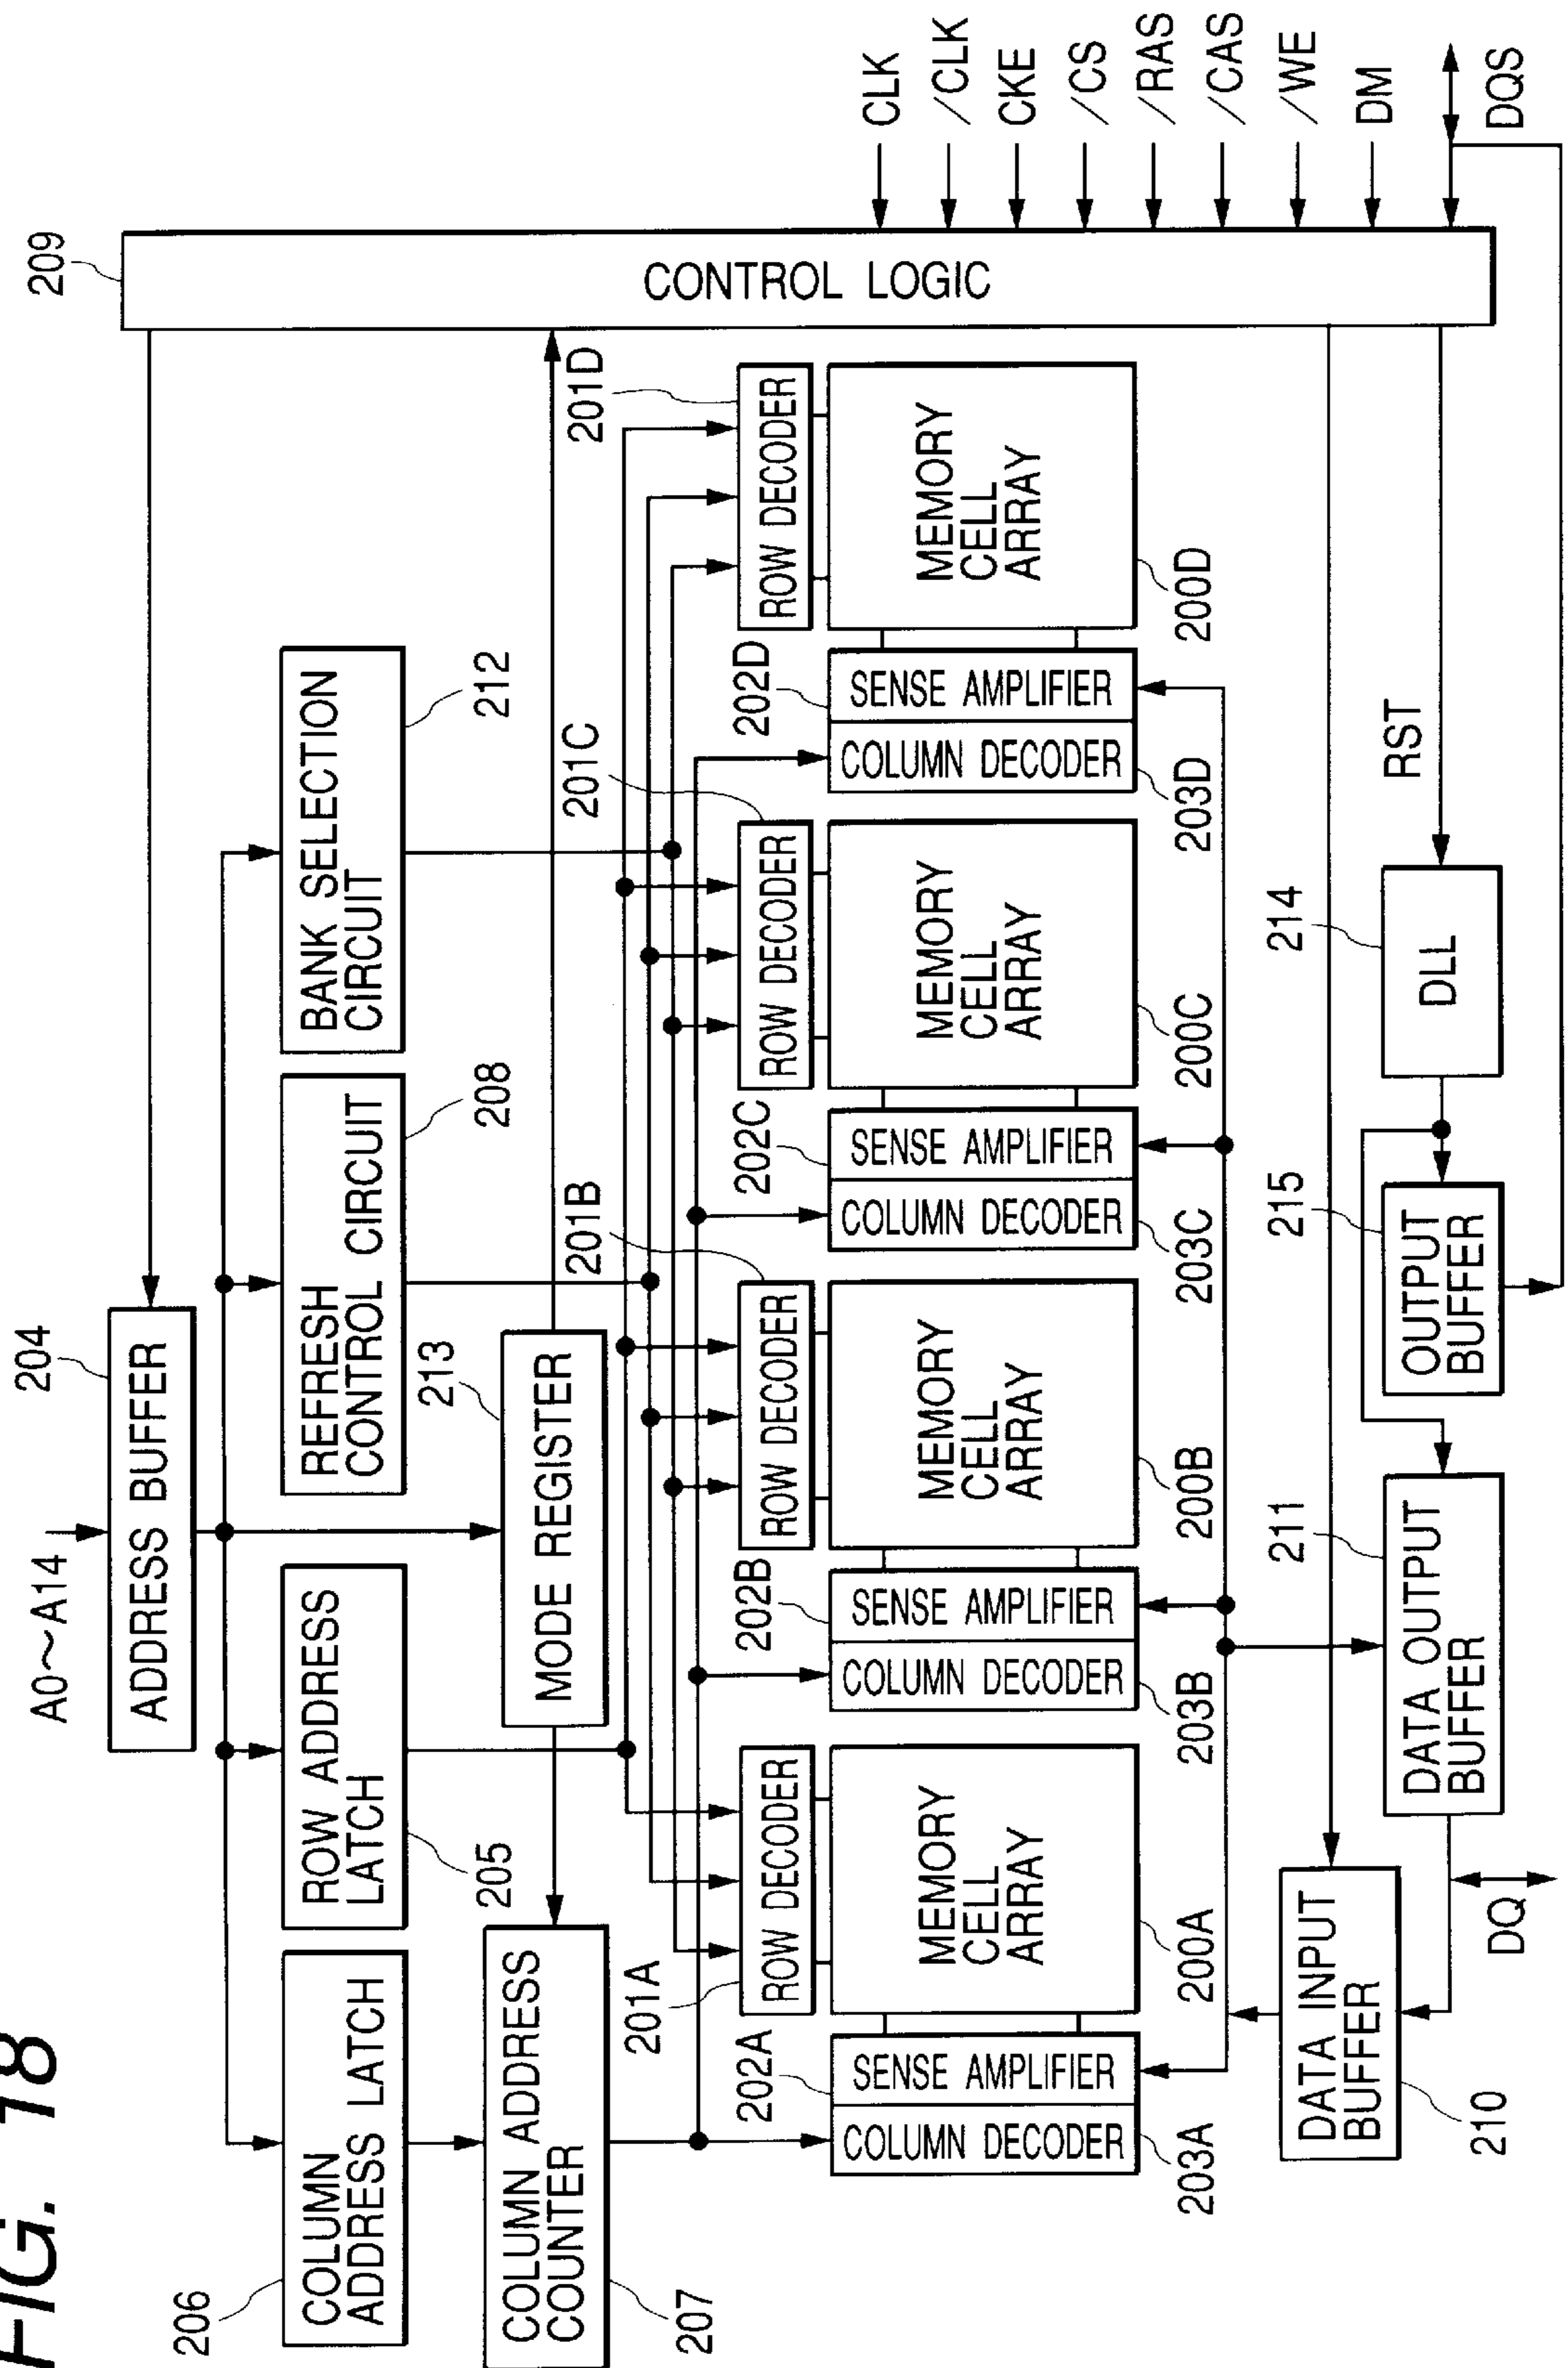 FIG. 18
A0~A14
204
ADDRESS BUFFER
206
COLUMN
ADDRESS LATCH
ROW ADDRESS
LATCH
205
REFRESH
CONTROL CIRCUIT
208
BANK SELECTION
CIRCUIT
212
209
CONTROL LOGIC
COLUMN ADDRESS
COUNTER
207
213
MODE REGISTER
201A
ROW DECODER
201B
ROW DECODER
201C
ROW DECODER
201D
ROW DECODER
202A
SENSE AMPLIFIER
COLUMN DECODER
203A
MEMORY
CELL
ARRAY
200A
202B
SENSE AMPLIFIER
COLUMN DECODER
203B
MEMORY
CELL
ARRAY
200B
202C
SENSE AMPLIFIER
COLUMN DECODER
203C
MEMORY
CELL
ARRAY
200C
202D
SENSE AMPLIFIER
COLUMN DECODER
203D
MEMORY
CELL
ARRAY
200D
DATA INPUT
BUFFER
210
DQ
211
DATA OUTPUT
BUFFER
215
OUTPUT
BUFFER
214
DLL
RST
CLK
/CLK
CKE
/CS
/RAS
/CAS
/WE
DM
DQS